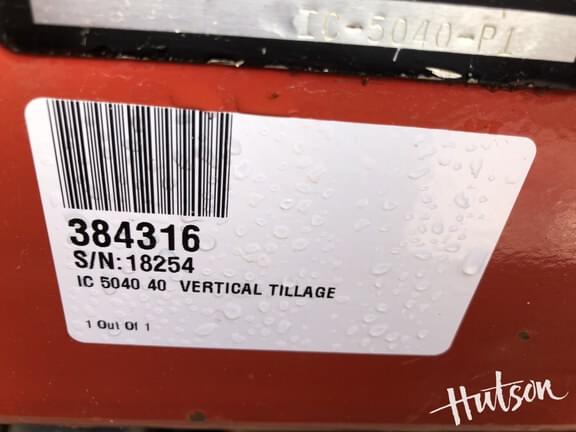 IC-5040-P1
384316
S/N:18254
IC 5040 40 VERTICAL TILLAGE
1 Out Of 1
Hutson